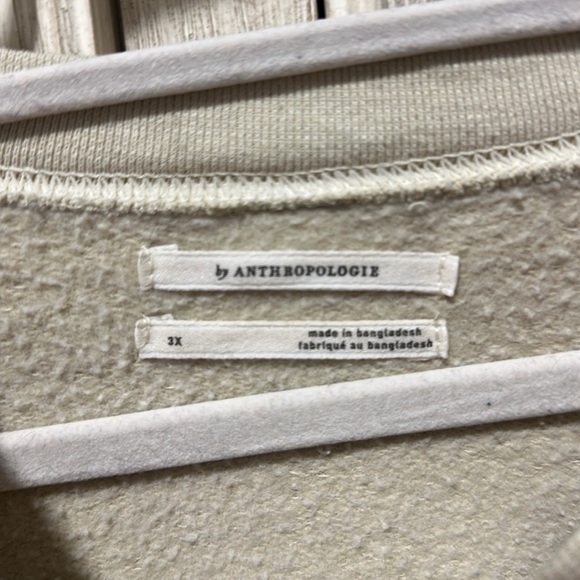 by ANTHROPOLOGIE
3X
made in bangladesh
fabriqué au bangladesh